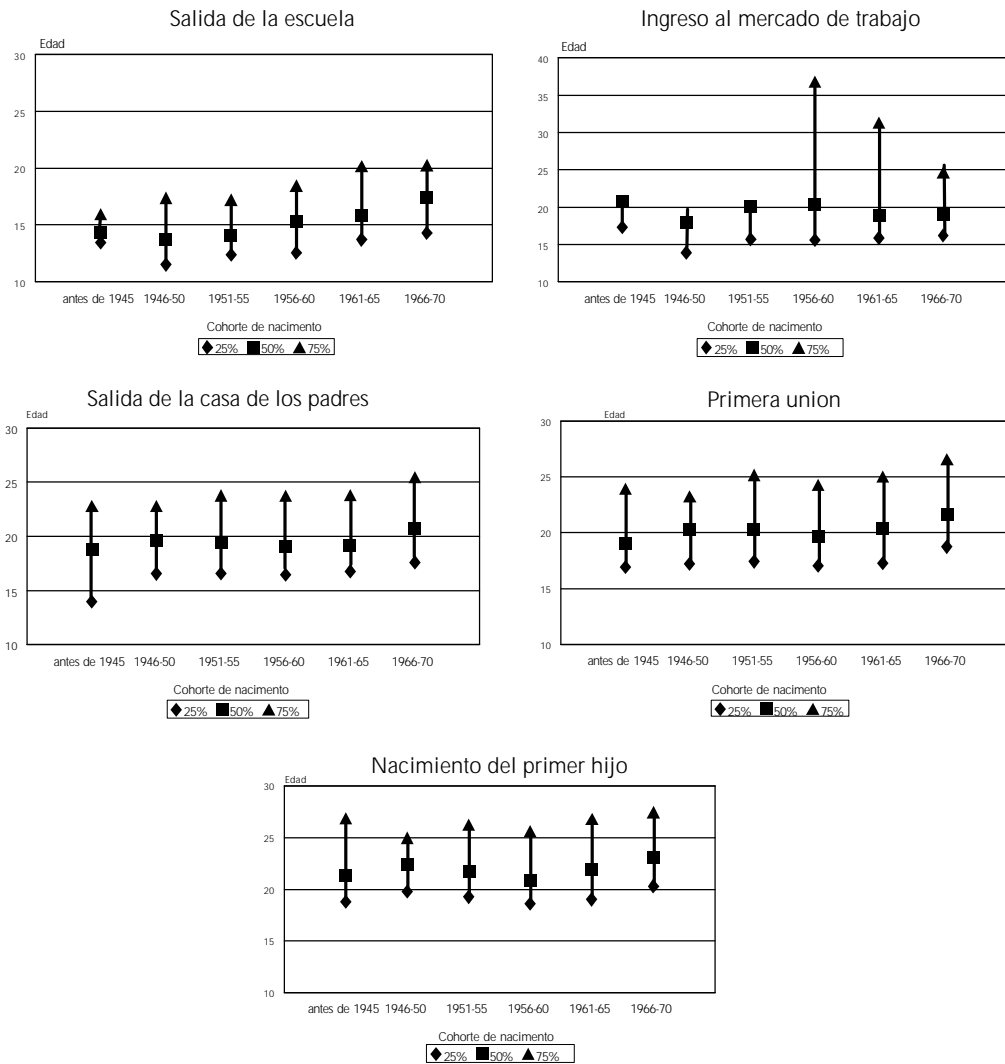 Salida de la escuela
Edad
30
25
20
15
10
antes de 1945 1946-50 1951-55 1956-60 1961-65 1966-70
Cohorte de nacimento
25% 50% 75%
Ingreso al mercado de trabajo
Edad
40
35
30
25
20
15
10
antes de 1945 1946-50 1951-55 1956-60 1961-65 1966-70
Cohorte de nacimento
25% 50% 75%
Salida de la casa de los padres
Edad
30
25
20
15
10
antes de 1945 1946-50 1951-55 1956-60 1961-65 1966-70
Cohorte de nacimento
25% 50% 75%
Primera union
Edad
30
25
20
15
10
antes de 1945 1946-50 1951-55 1956-60 1961-65 1966-70
Cohorte de nacimento
25% 50% 75%
Nacimiento del primer hijo
Edad
30
25
20
15
10
antes de 1945 1946-50 1951-55 1956-60 1961-65 1966-70
Cohorte de nacimento
25% 50% 75%